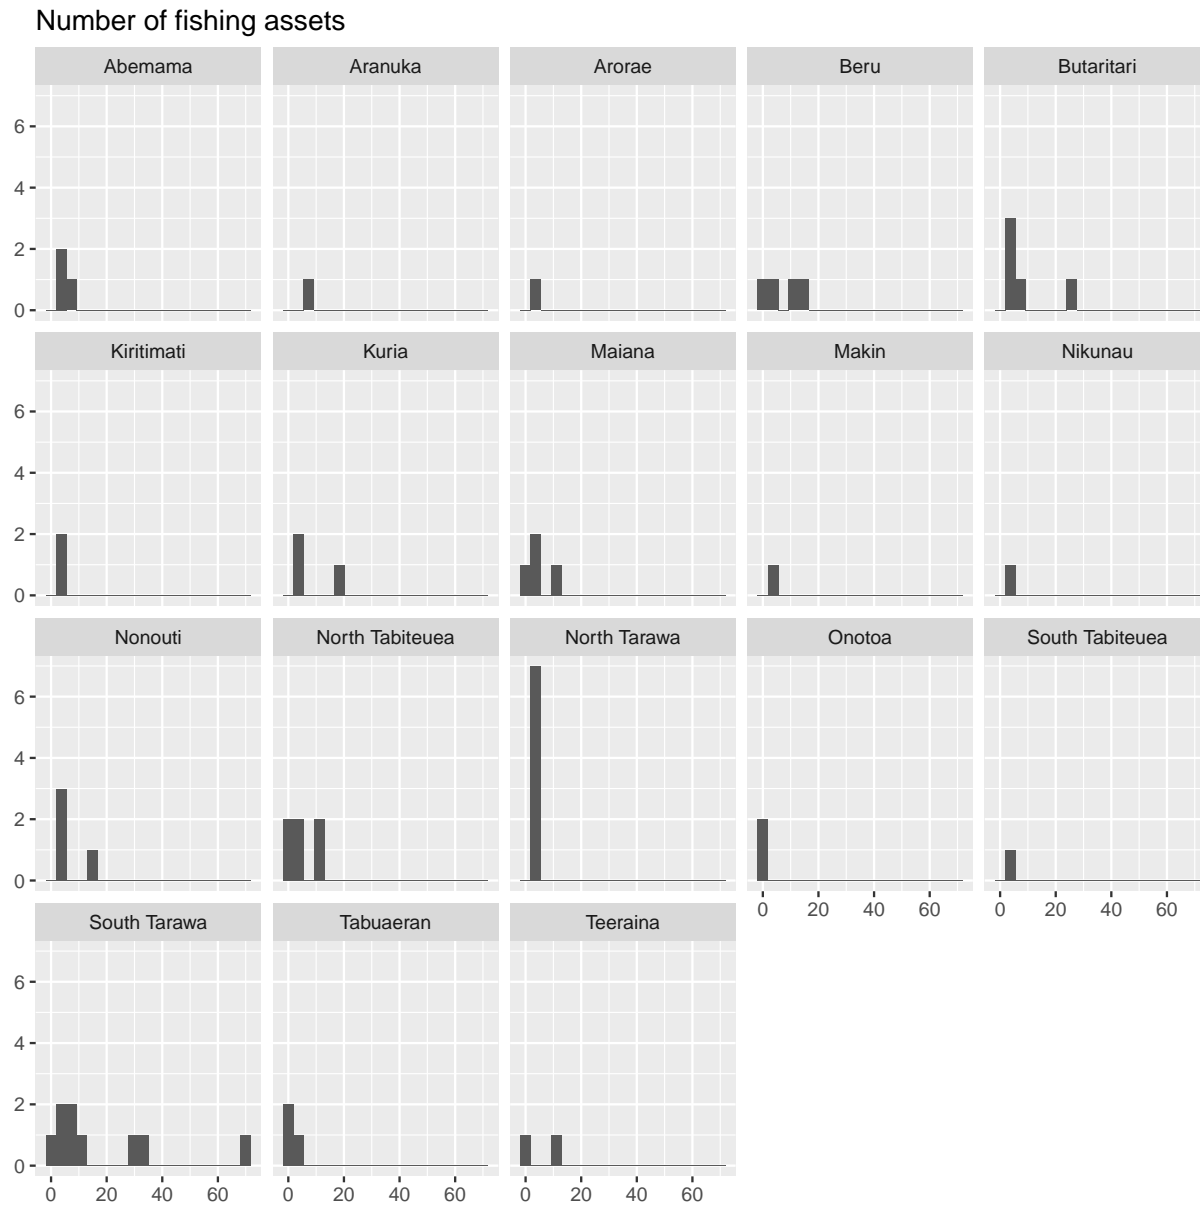 Number of fishing assets
Abemama Aranuka Arorae Beru Butaritari
6
4
2
0
Kiritimati Kuria Maiana Makin Nikunau
6
4
2
0
Nonouti North Tabiteuea North Tarawa Onotoa South Tabiteuea
6
4
2
0
0 20 40 60 0 20 40 60
South Tarawa Tabuaeran Teeraina
6
4
2
0
0 20 40 60 0 20 40 60 0 20 40 60